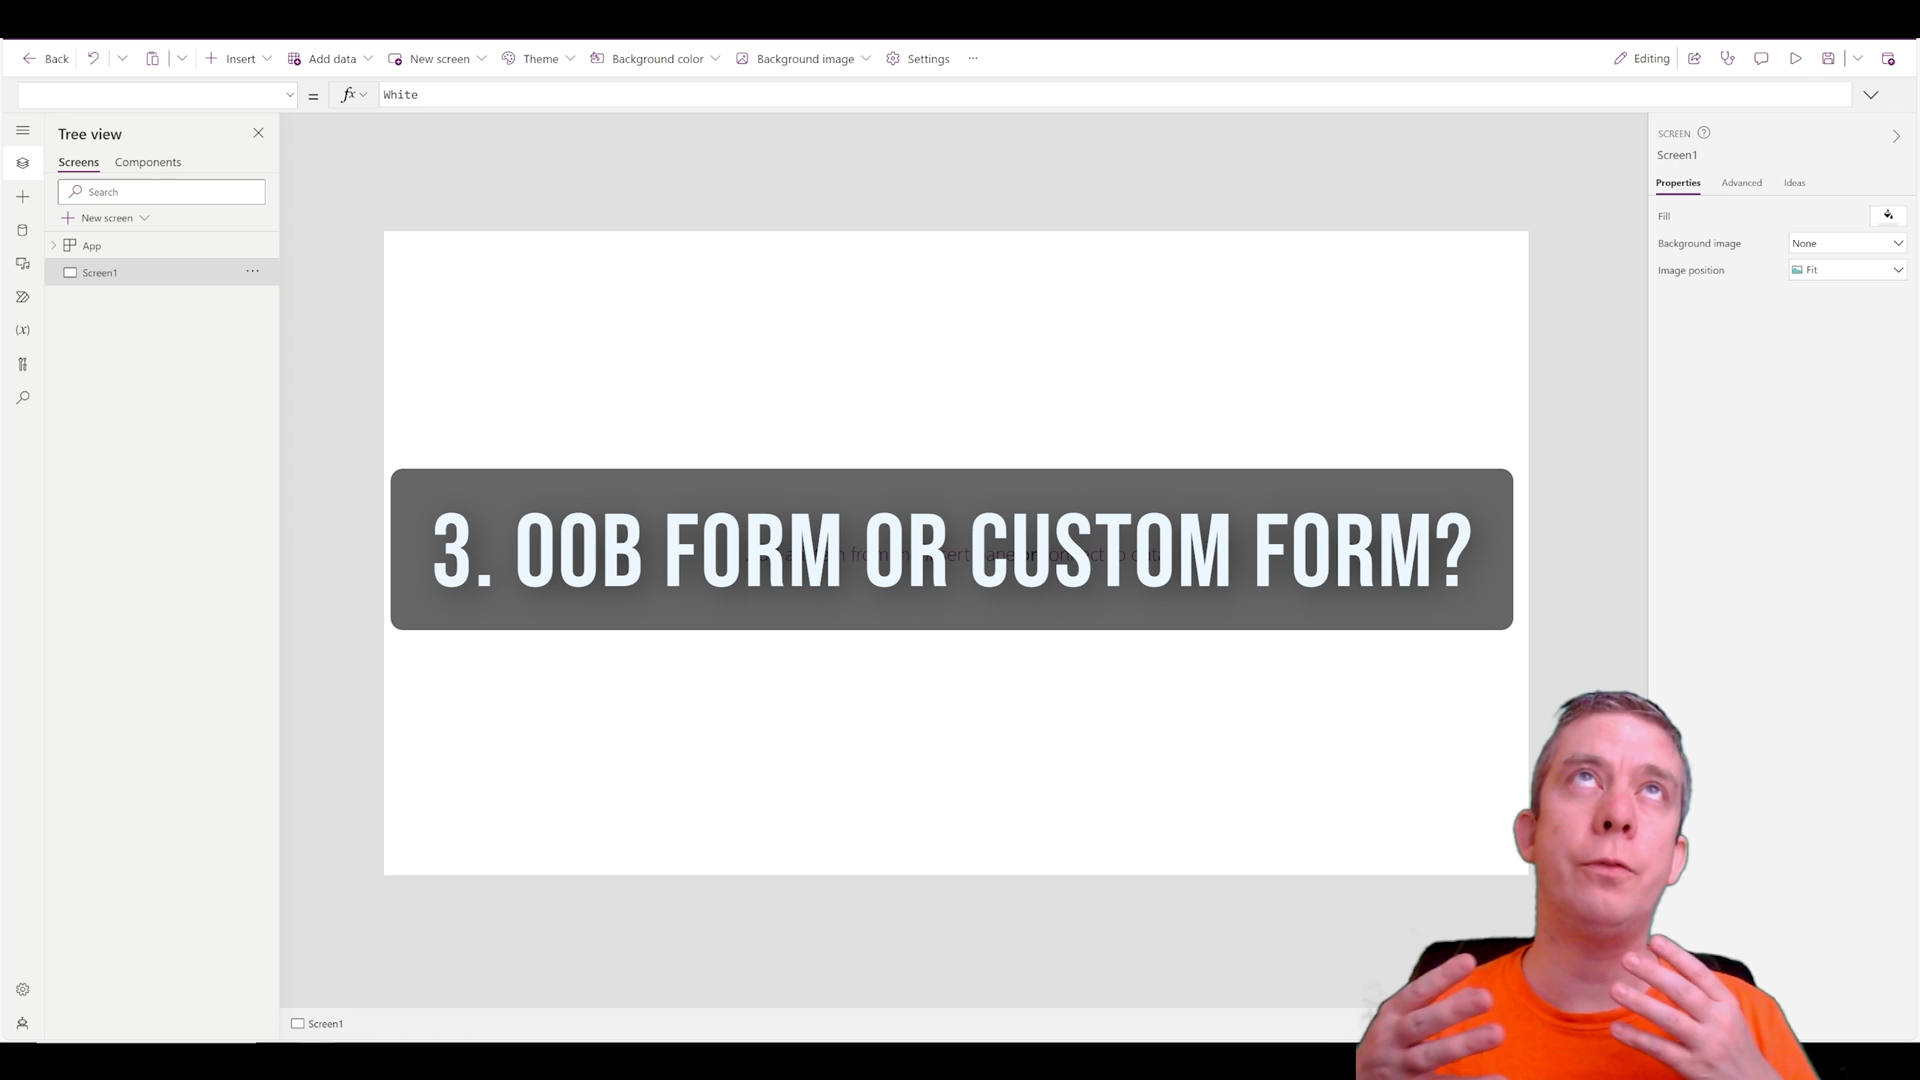 Back
Insert
Add data
New screen
Theme
Background color
Background image
Settings
Editing
= fx White
Tree view
Screens Components
Search
New screen
App
Screen1
SCREEN
Screen1
Properties Advanced Ideas
Fill
Background image None
Image position Fit
3. OOB FORM OR CUSTOM FORM?
Screen1